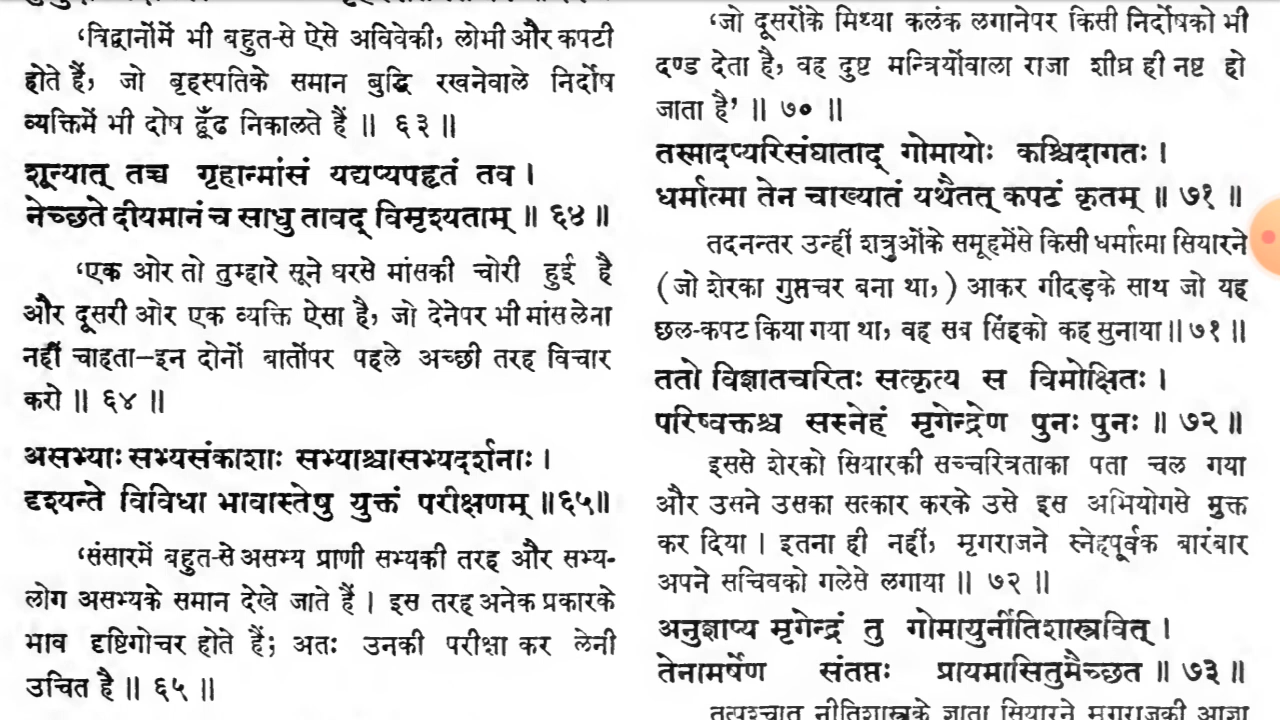 ‘विद्वानोंमें भी बहुत-से ऐसे अविवेकी, लोभी और कपटी
होते हैं, जो बृहस्पतिके समान बुद्धि रखनेवाले निर्दोष
व्यक्तिमें भी दोष ढूँढ निकालते हैं ॥ ६३ ॥
शून्यात् तच्च गृहान्मांसं यद्यप्यपहृतं तव ।
नेच्छते दीयमानं च साधु तावद् विमृश्यताम् ॥ ६४ ॥
‘एक ओर तो तुम्हारे सूने घरसे मांसकी चोरी हुई है
और दूसरी ओर एक व्यक्ति ऐसा है, जो देनेपर भी मांस लेना
नहीं चाहता—इन दोनों बातोंपर पहले अच्छी तरह विचार
करो ॥ ६४ ॥
असभ्याः सभ्यसंकाशाः सभ्याश्चासभ्यदर्शनाः ।
दृश्यन्ते विविधा भावास्तेषु युक्तं परीक्षणम् ॥६५॥
‘संसारमें बहुत-से असभ्य प्राणी सभ्यकी तरह और सभ्य-
लोग असभ्यके समान देखे जाते हैं । इस तरह अनेक प्रकारके
भाव दृष्टिगोचर होते हैं; अतः उनकी परीक्षा कर लेनी
उचित है ॥ ६५ ॥
‘जो दूसरोंके मिथ्या कलंक लगानेपर किसी निर्दोषको भी
दण्ड देता है, वह दुष्ट मन्त्रियोंवाला राजा शीघ्र ही नष्ट हो
जाता है’ ॥ ७० ॥
तस्मादप्यरिसंघाताद् गोमायोः कश्चिदागतः ।
धर्मात्मा तेन चाख्यातं यथैतत् कपटं कृतम् ॥ ७१ ॥
तदनन्तर उन्हीं शत्रुओंके समूहमेंसे किसी धर्मात्मा सियारने
(जो शेरका गुप्तचर बना था,) आकर गीदड़के साथ जो यह
छल-कपट किया गया था, वह सब सिंहको कह सुनाया॥ ७१ ॥
ततो विज्ञातचरितः सत्कृत्य स विमोक्षितः ।
परिष्वक्तश्च सस्नेहं मृगेन्द्रेण पुनः पुनः ॥ ७२ ॥
इससे शेरको सियारकी सच्चरित्रताका पता चल गया
और उसने उसका सत्कार करके उसे इस अभियोगसे मुक्त
कर दिया । इतना ही नहीं, मृगराजने स्नेहपूर्वक बारंबार
अपने सचिवको गलेसे लगाया ॥ ७२ ॥
अनुज्ञाप्य मृगेन्द्रं तु गोमायुर्नीतिशास्त्रवित् ।
तेनामर्षेण संतप्तः प्रायमासितुमैच्छत ॥ ७३ ॥
तत्पश्चात् नीतिशास्त्रके ज्ञाता सियारने मृगराजकी आज्ञा